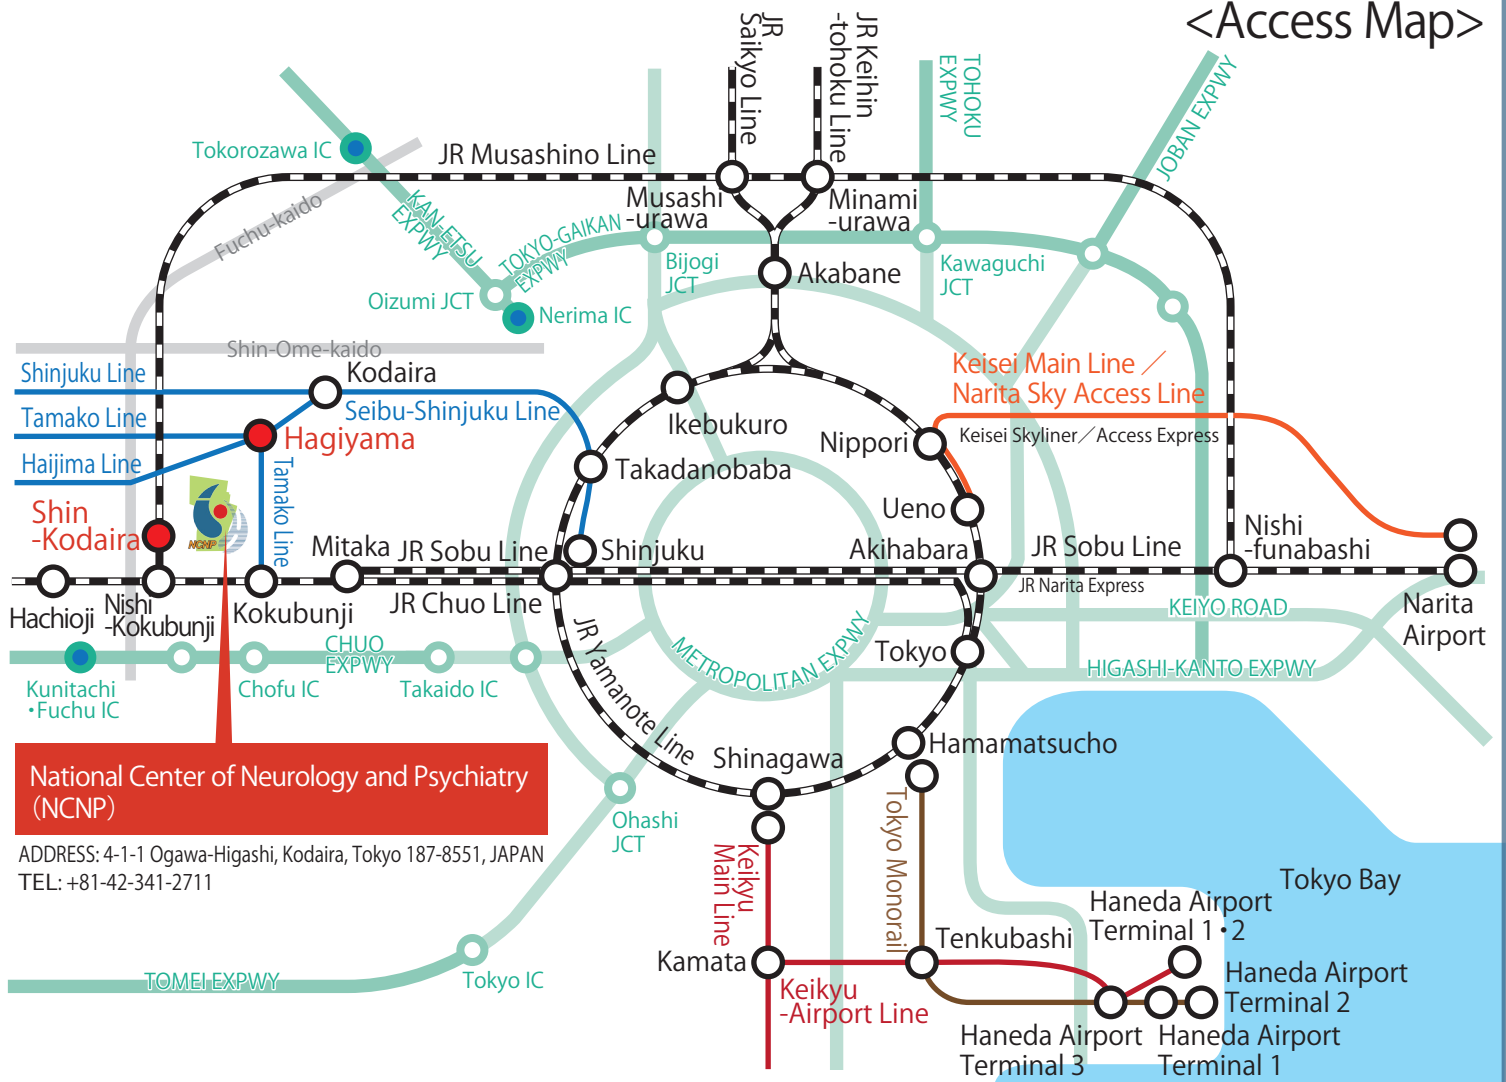 <Access Map>
JR
Saikyo Line
JR Keihin
-tohoku Line
TOHOKU
EXPWY
JOBAN EXPWY
Tokorozawa IC
JR Musashino Line
Musashi
-urawa
Minami
-urawa
Fuchu-kaido
KAN-ETSU
EXPWY
TOKYO-GAIKAN
EXPWY
Bijogi
JCT
Akabane
Kawaguchi
JCT
Oizumi JCT
Nerima IC
Shin-Ome-kaido
Shinjuku Line
Kodaira
Keisei Main Line／
Narita Sky Access Line
Tamako Line
Seibu-Shinjuku Line
Ikebukuro
Hagiyama
Nippori
Keisei Skyliner／Access Express
Haijima Line
Tamako Line
Takadanobaba
Ueno
Shin
-Kodaira
NCNP
Mitaka
JR Sobu Line
Shinjuku
Akihabara
JR Sobu Line
Nishi
-funabashi
JR Narita Express
Hachioji
Nishi
-Kokubunji
Kokubunji
JR Chuo Line
KEIYO ROAD
Narita
Airport
CHUO
EXPWY
JR Yamanote Line
METROPOLITAN EXPWY
Tokyo
HIGASHI-KANTO EXPWY
Kunitachi
・Fuchu IC
Chofu IC
Takaido IC
Shinagawa
Hamamatsucho
National Center of Neurology and Psychiatry
（NCNP）
Ohashi
JCT
Tokyo Monorail
Keikyu
Main Line
ADDRESS: 4-1-1 Ogawa-Higashi, Kodaira, Tokyo 187-8551, JAPAN
TEL: +81-42-341-2711
Tokyo Bay
Haneda Airport
Terminal 1・2
Tenkubashi
Kamata
Haneda Airport
Terminal 2
TOMEI EXPWY
Tokyo IC
Keikyu
-Airport Line
Haneda Airport
Terminal 3
Haneda Airport
Terminal 1